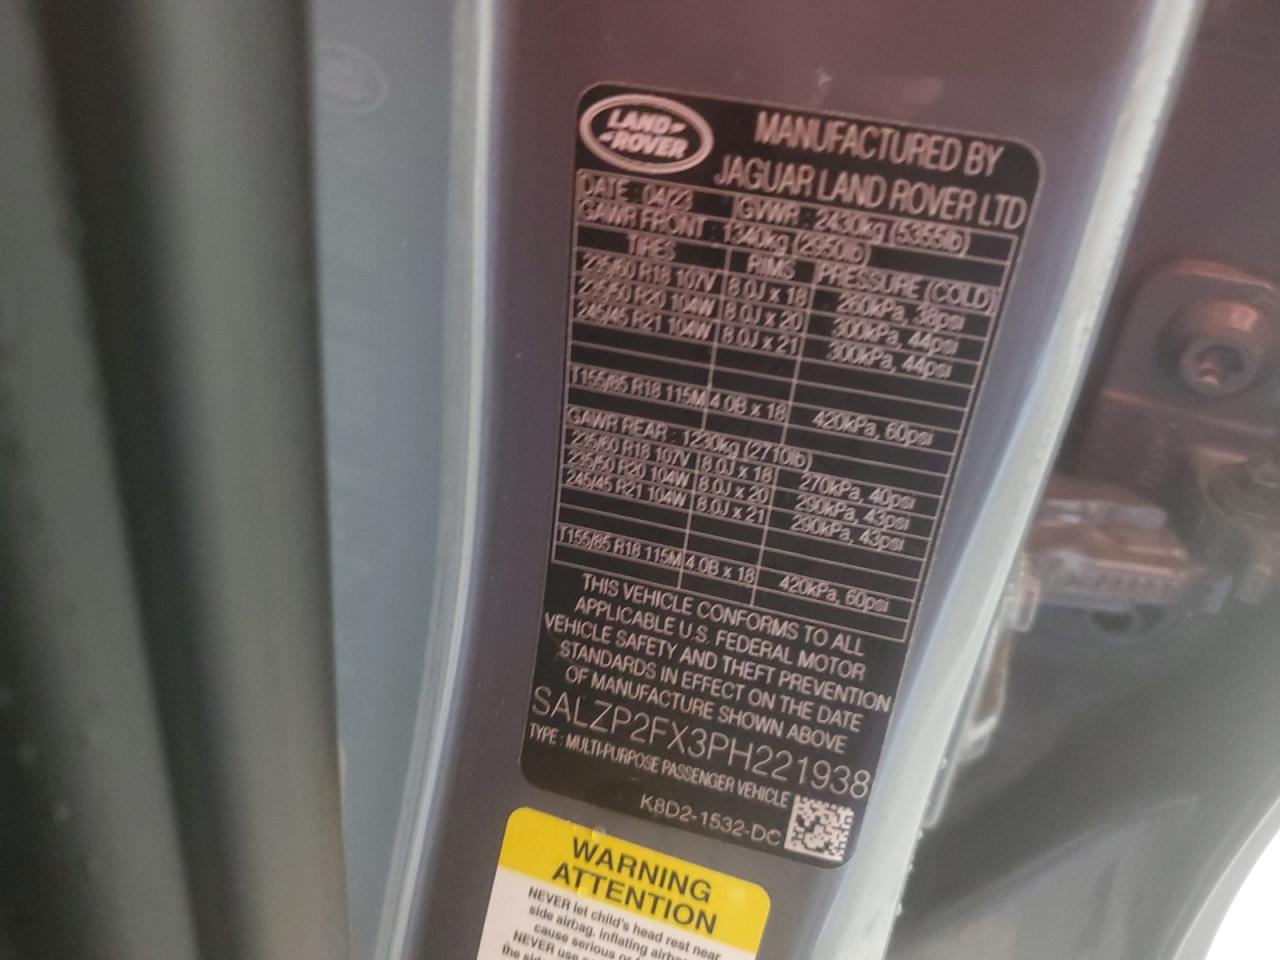 LAND-
-ROVER
MANUFACTURED BY
JAGUAR LAND ROVER LTD
DATE : 04/23 GVWR : 2430kg (5355lb)
GAWR FRONT : 1340kg (2950lb)
TIRES RIMS PRESSURE (COLD)
235/60 R18 107V 8.0J x 18 260kPa, 38psi
235/50 R20 104W 8.0J x 20 300kPa, 44psi
245/45 R21 104W 8.0J x 21 300kPa, 44psi
T155/85 R18 115M 4.0B x 18 420kPa, 60psi
GAWR REAR : 1230kg (2710lb)
235/60 R18 107V 8.0J x 18 270kPa, 40psi
235/50 R20 104W 8.0J x 20 290kPa, 43psi
245/45 R21 104W 8.0J x 21 290kPa, 43psi
T155/85 R18 115M 4.0B x 18 420kPa, 60psi
THIS VEHICLE CONFORMS TO ALL
APPLICABLE U.S. FEDERAL MOTOR
VEHICLE SAFETY AND THEFT PREVENTION
STANDARDS IN EFFECT ON THE DATE
OF MANUFACTURE SHOWN ABOVE
SALZP2FX3PH221938
TYPE : MULTI-PURPOSE PASSENGER VEHICLE
K8D2-1532-DC
WARNING
ATTENTION
NEVER let child's head rest near
side airbag. Inflating airbag
cause serious or
NEVER use
the side